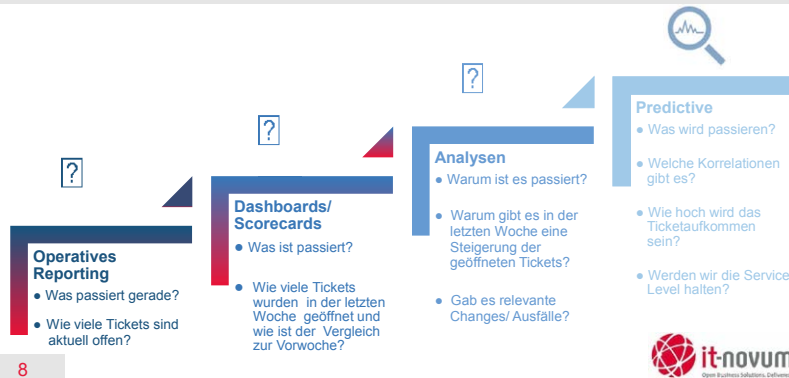 Operatives
Reporting
● Was passiert gerade?
● Wie viele Tickets sind
aktuell offen?
Dashboards/
Scorecards
● Was ist passiert?
● Wie viele Tickets
wurden in der letzten
Woche geöffnet und
wie ist der Vergleich
zur Vorwoche?
Analysen
● Warum ist es passiert?
● Warum gibt es in der
letzten Woche eine
Steigerung der
geöffneten Tickets?
● Gab es relevante
Changes/ Ausfälle?
Predictive
● Was wird passieren?
● Welche Korrelationen
gibt es?
● Wie hoch wird das
Ticketaufkommen
sein?
● Werden wir die Service
Level halten?
8
it-novum
Open Business Solutions. Delivered